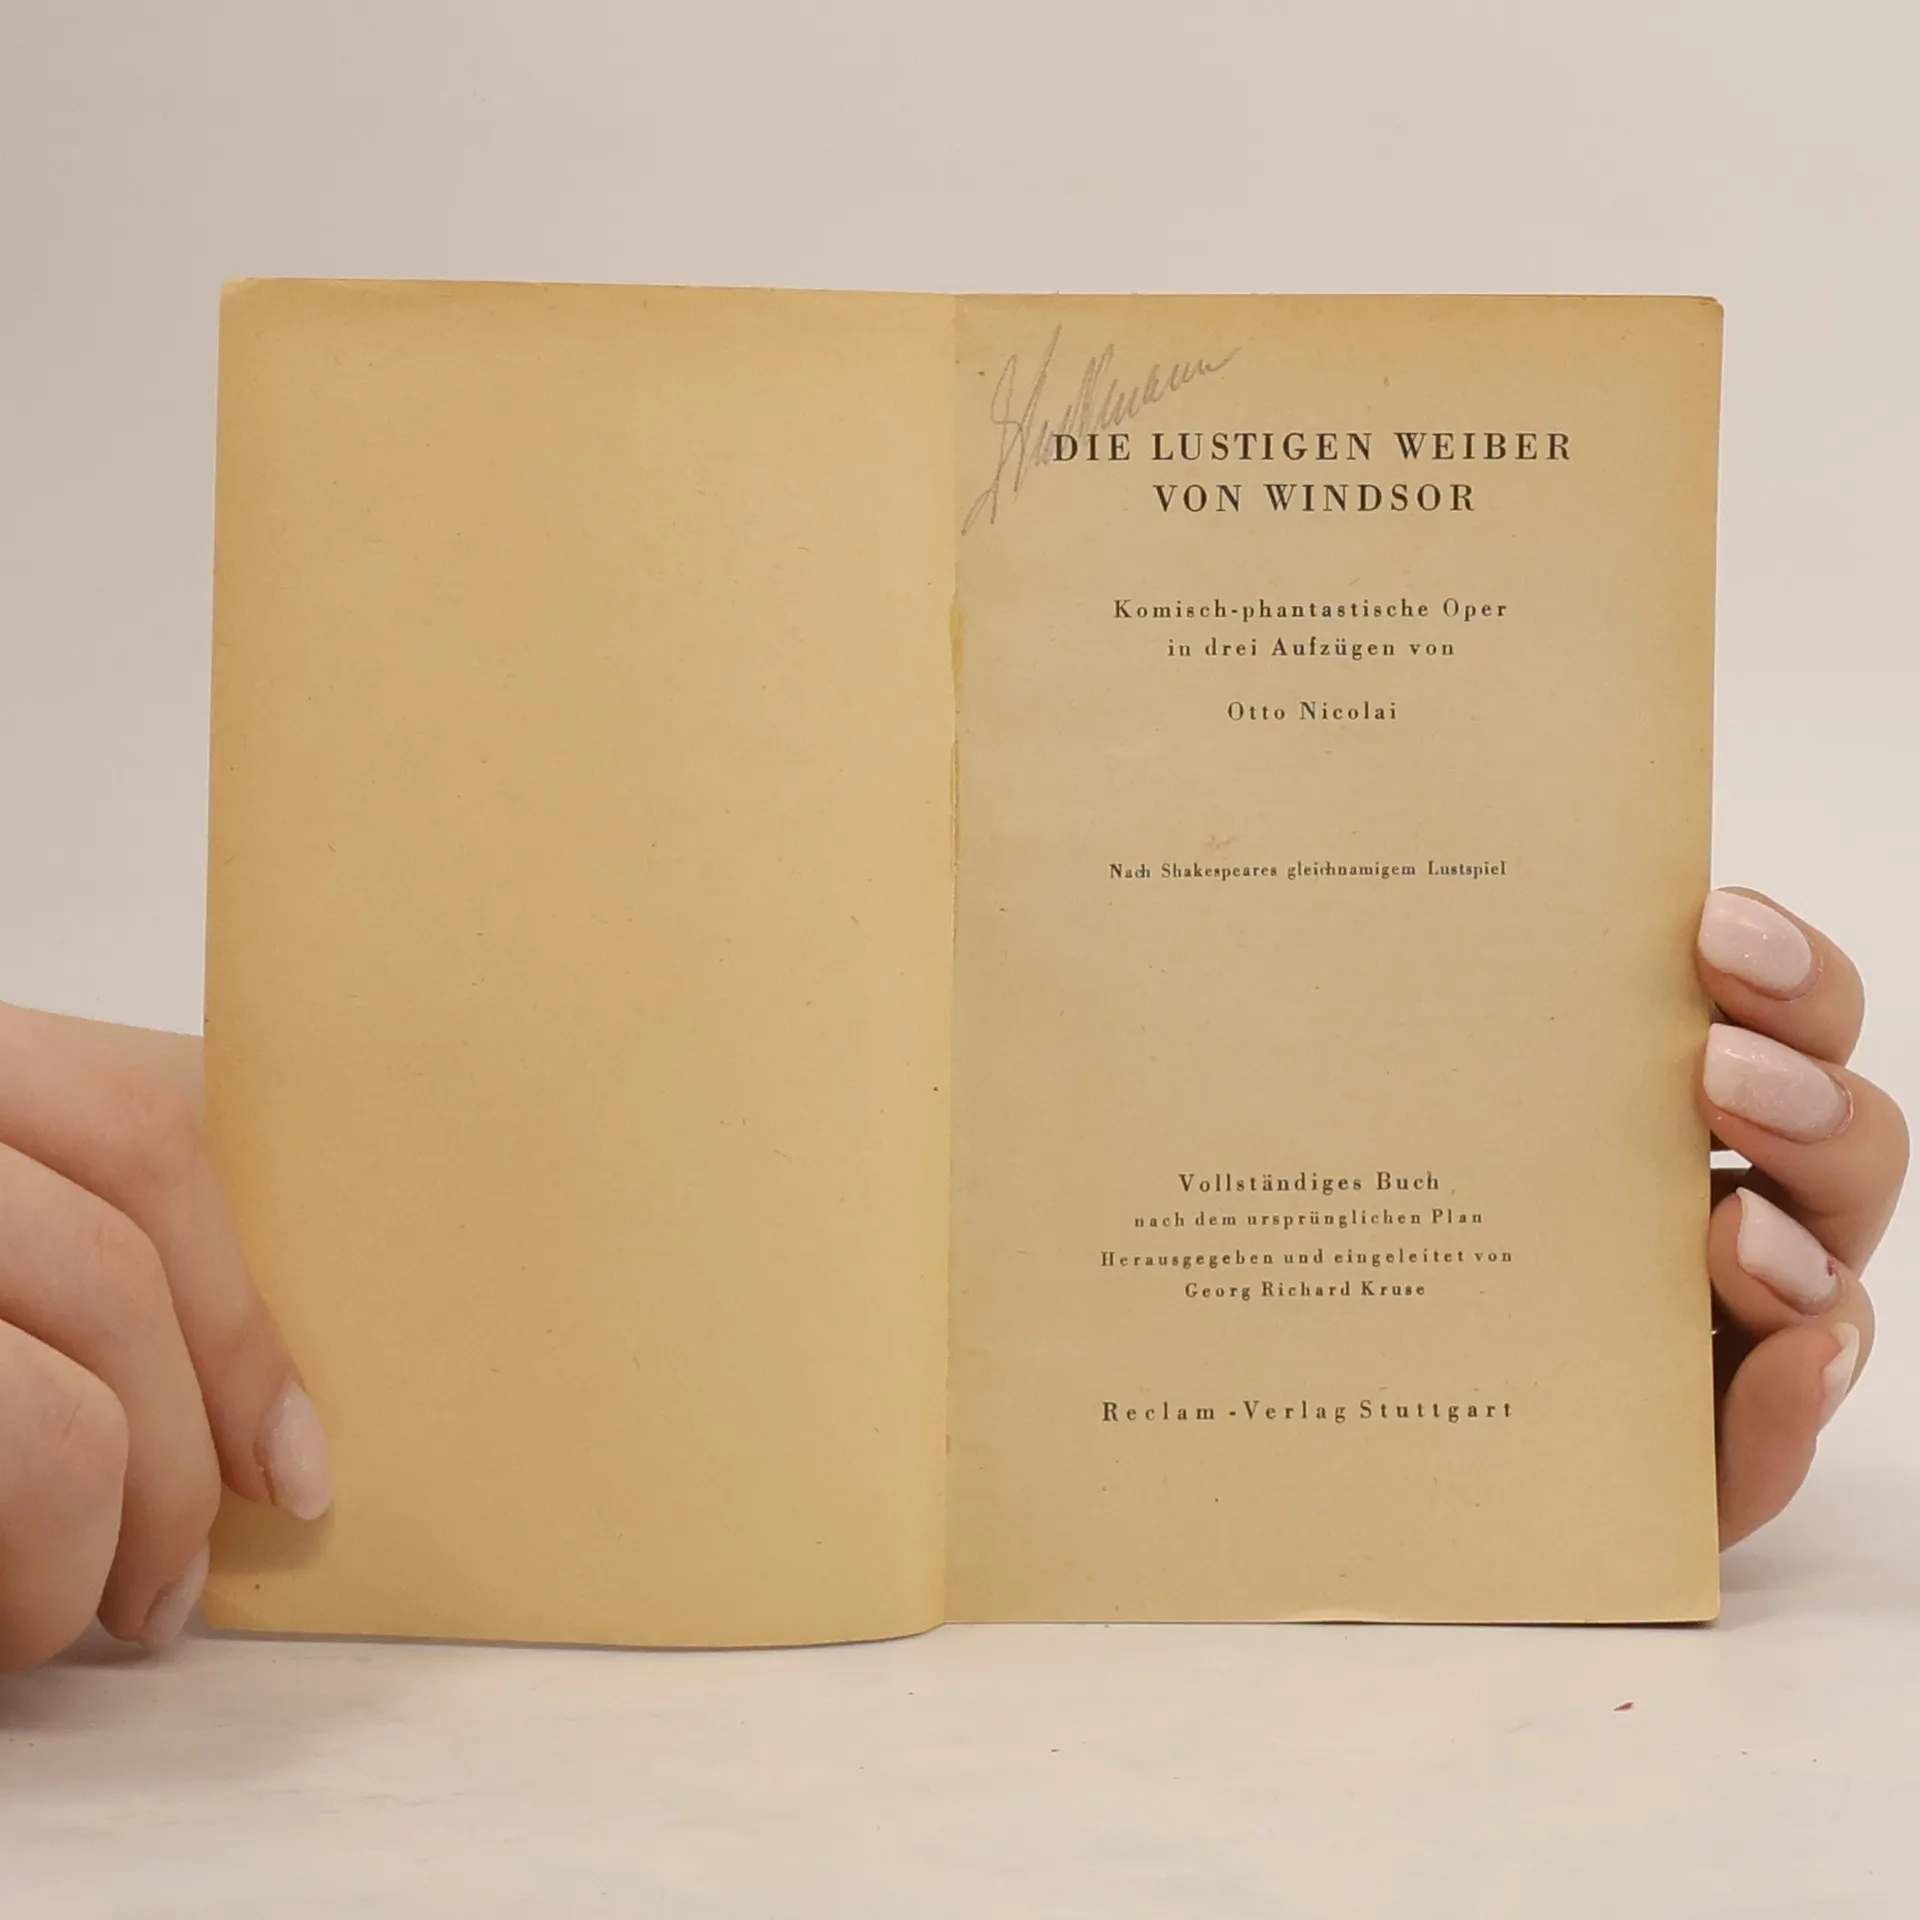 DIE LUSTIGEN WEIBER
VON WINDSOR
Komisch-phantastische Oper
in drei Aufzügen von
Otto Nicolai
Nach Shakespeares gleichnamigem Lustspiel
Vollständiges Buch
nach dem ursprünglichen Plan
Herausgegeben und eingeleitet von
Georg Richard Kruse
Reclam-Verlag Stuttgart